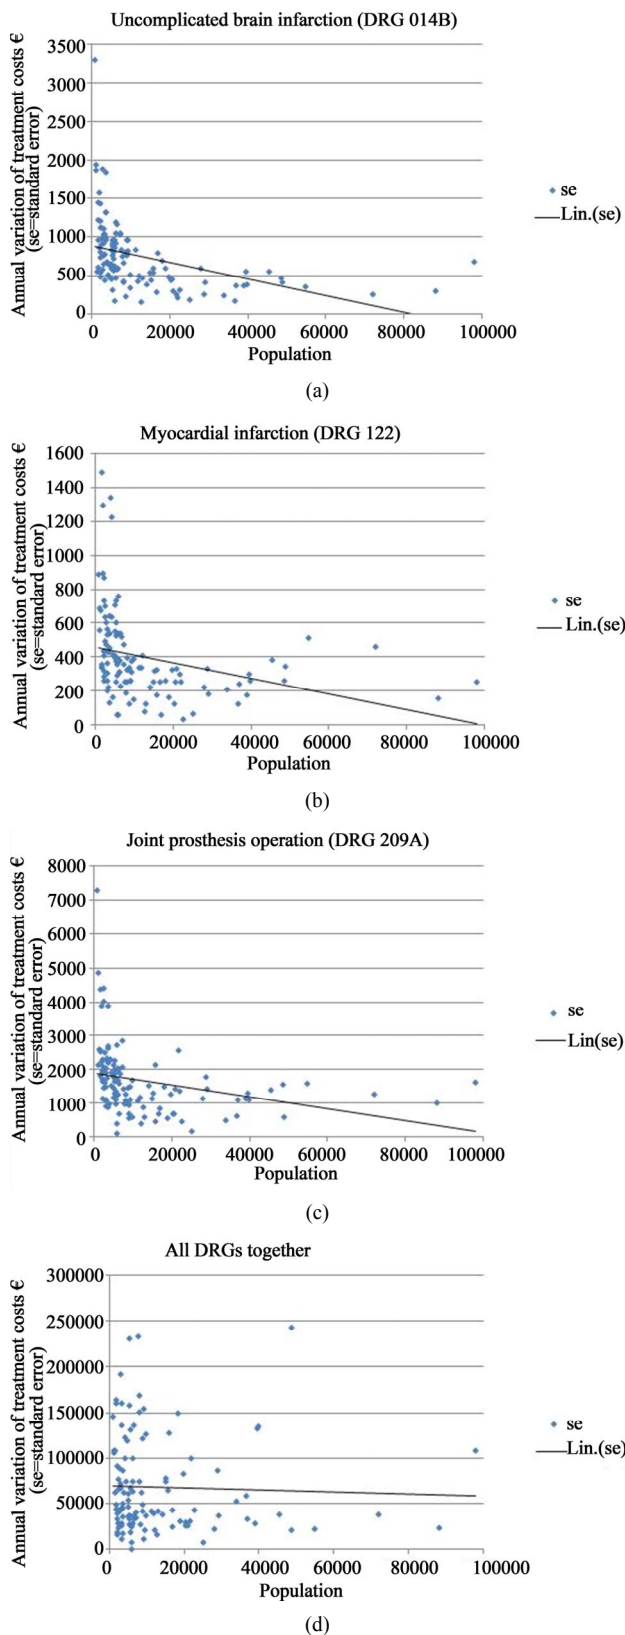 Uncomplicated brain infarction (DRG 014B)
Annual variation of treatment costs €
(se=standard error)
3500
3000
2500
2000
1500
1000
500
0
0 20000 40000 60000 80000 100000
Population
se
Lin.(se)
(a)
Myocardial infarction (DRG 122)
Annual variation of treatment costs €
(se=standard error)
1600
1400
1200
1000
800
600
400
200
0
0 20000 40000 60000 80000 100000
Population
se
Lin.(se)
(b)
Joint prosthesis operation (DRG 209A)
Annual variation of treatment costs €
(se=standard error)
8000
7000
6000
5000
4000
3000
2000
1000
0
0 20000 40000 60000 80000 100000
Population
se
Lin(se)
(c)
All DRGs together
Annual variation of treatment costs €
(se=standard error)
300000
250000
200000
150000
100000
50000
0
0 20000 40000 60000 80000 100000
Population
se
Lin.(se)
(d)